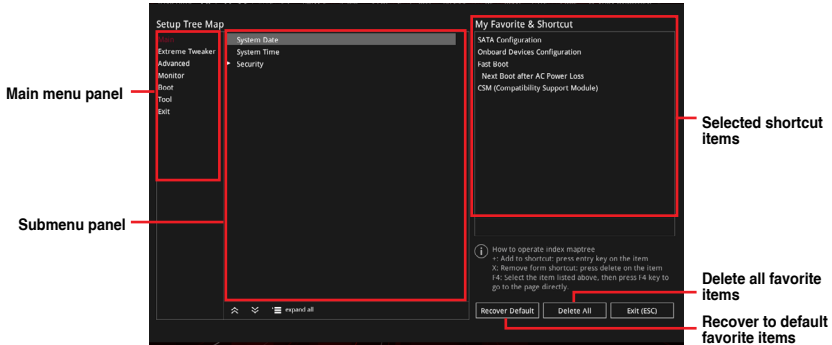 Setup Tree Map
My Favorite & Shortcut
Main
Extreme Tweaker
Advanced
Monitor
Boot
Tool
Exit
System Date
System Time
Security
SATA Configuration
Onboard Devices Configuration
Fast Boot
Next Boot after AC Power Loss
CSM (Compatibility Support Module)
Main menu panel
Submenu panel
Selected shortcut
items
How to operate index maptree
+: Add to shortcut: press entry key on the item
X: Remove form shortcut: press delete on the item
F4: Select the item listed above, then press F4 key to
go to the page directly.
expand all
Recover Default
Delete All
Exit (ESC)
Delete all favorite
items
Recover to default
favorite items